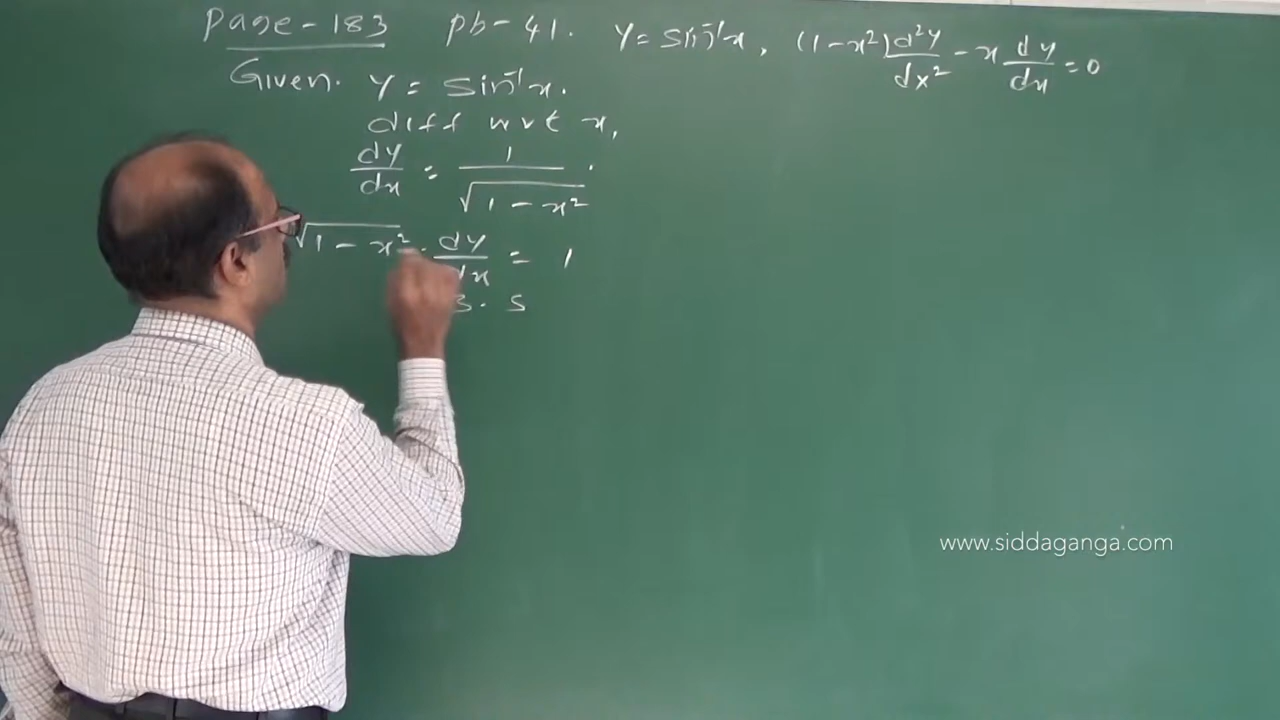 Page - 183 pb - 41. y = sin⁻¹x, (1-x²) d²y/dx² - x dy/dx = 0
Given. y = sin⁻¹x.
diff wrt x,
dy/dx = 1/√(1-x²).
√(1-x²) · dy/dx = 1
S
www.siddaganga.com